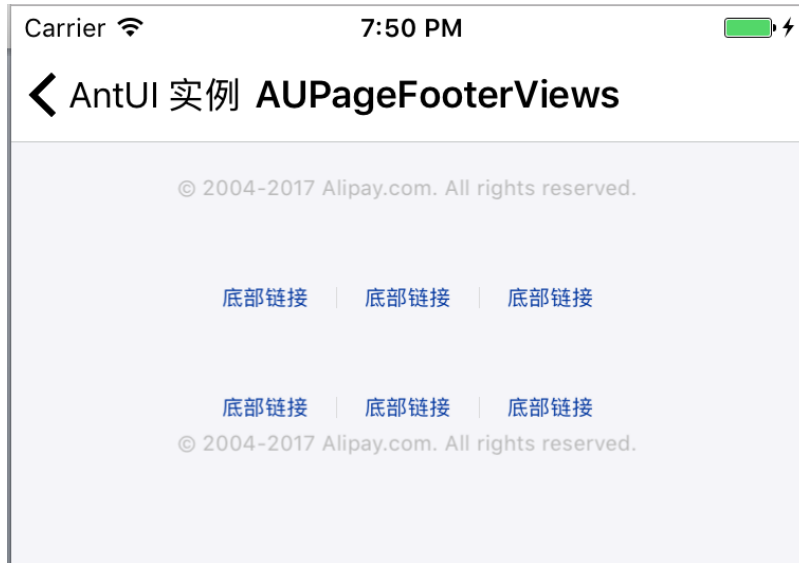 Carrier 7:50 PM
AntUI 实例 AUPageFooterViews
© 2004-2017 Alipay.com. All rights reserved.
底部链接 底部链接 底部链接
底部链接 底部链接 底部链接
© 2004-2017 Alipay.com. All rights reserved.